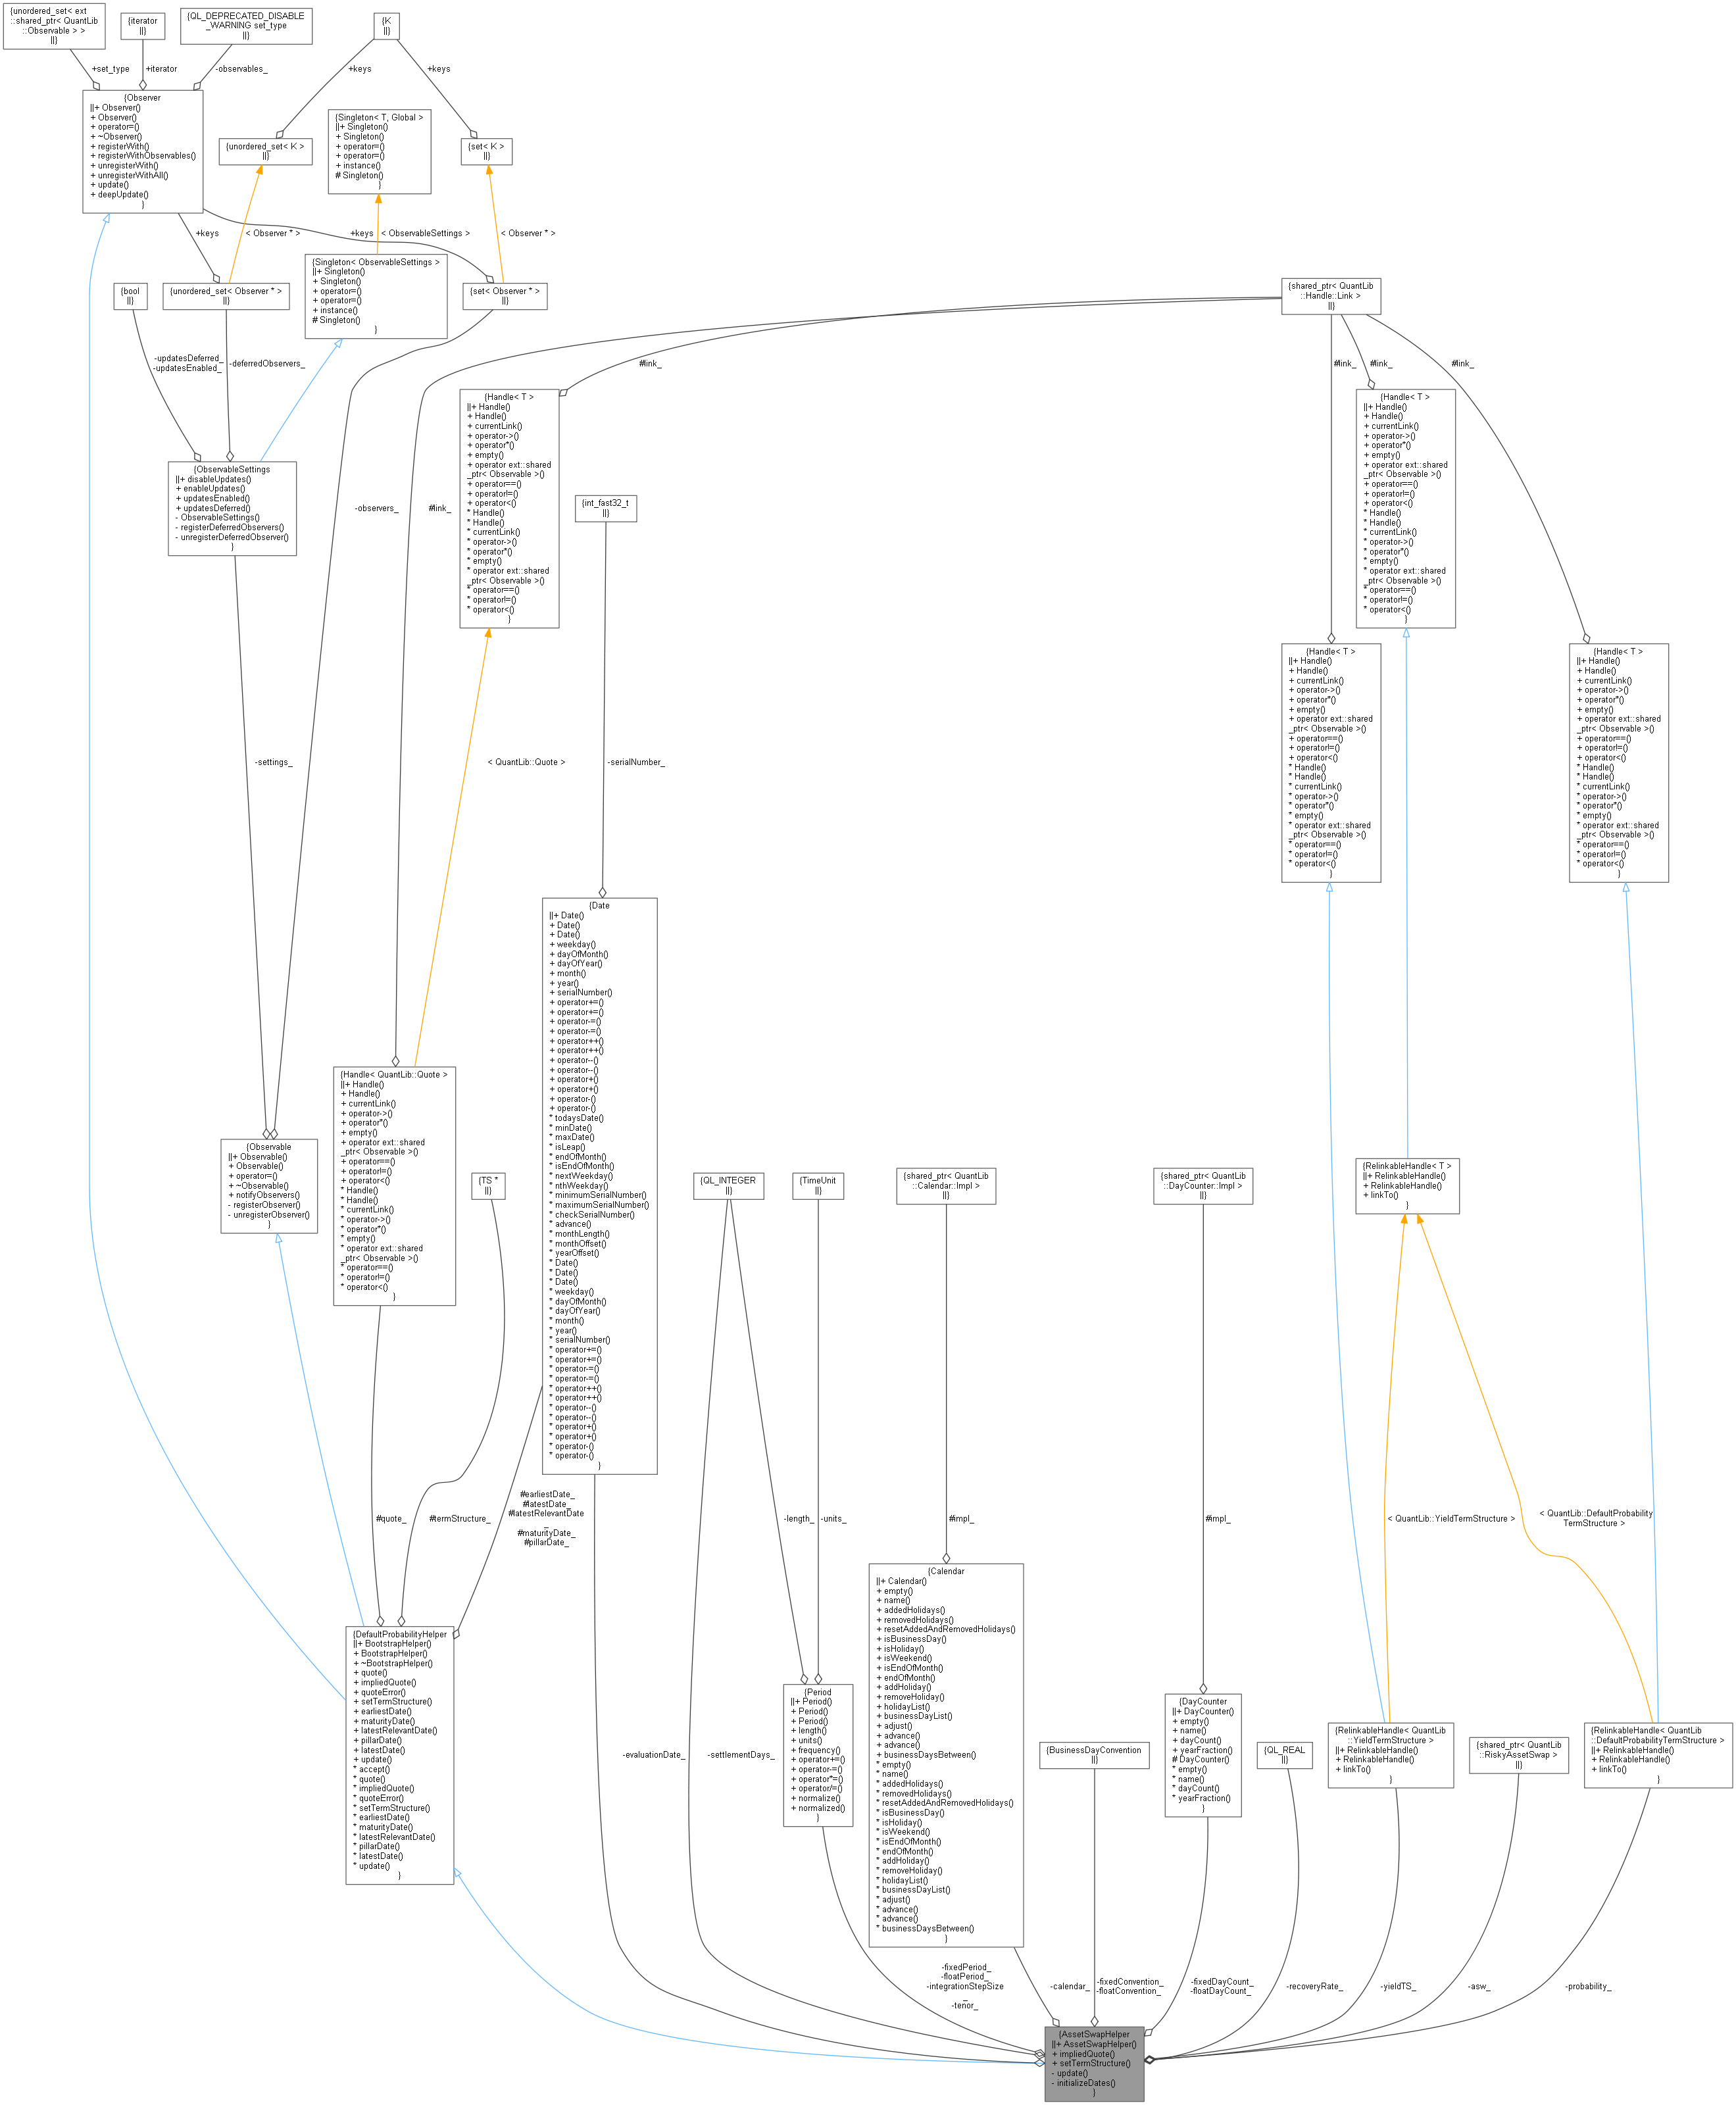 {unordered_set< ext
::shared_ptr< QuantLib
::Observable > >
||}
{iterator
||}
{QL_DEPRECATED_DISABLE
_WARNING set_type
||}
{K
||}
+set_type
+iterator
-observables_
+keys
+keys
{Observer
||+ Observer()
+ Observer()
+ operator=()
+ ~Observer()
+ registerWith()
+ registerWithObservables()
+ unregisterWith()
+ unregisterWithAll()
+ update()
+ deepUpdate()
}
{unordered_set< K >
||}
{Singleton< T, Global >
||+ Singleton()
+ Singleton()
+ operator=()
+ operator=()
+ instance()
# Singleton()
}
{set< K >
||}
+keys
< Observer * >
+keys
< ObservableSettings >
< Observer * >
{bool
||}
{unordered_set< Observer * >
||}
{Singleton< ObservableSettings >
||+ Singleton()
+ Singleton()
+ operator=()
+ operator=()
+ instance()
# Singleton()
}
{set< Observer * >
||}
{shared_ptr< QuantLib
::Handle::Link >
||}
-updatesDeferred_
-updatesEnabled_
-deferredObservers_
#link_
#link_
#link_
#link_
{ObservableSettings
||+ disableUpdates()
+ enableUpdates()
+ updatesEnabled()
+ updatesDeferred()
- ObservableSettings()
- registerDeferredObservers()
- unregisterDeferredObserver()
}
-observers_
#link_
{Handle< T >
||+ Handle()
+ Handle()
+ currentLink()
+ operator->()
+ operator*()
+ empty()
+ operator ext::shared
_ptr< Observable >()
+ operator==()
+ operator!=()
+ operator<()
* Handle()
* Handle()
* currentLink()
* operator->()
* operator*()
* empty()
* operator ext::shared
_ptr< Observable >()
* operator==()
* operator!=()
* operator<()
}
{int_fast32_t
||}
{Handle< T >
||+ Handle()
+ Handle()
+ currentLink()
+ operator->()
+ operator*()
+ empty()
+ operator ext::shared
_ptr< Observable >()
+ operator==()
+ operator!=()
+ operator<()
* Handle()
* Handle()
* currentLink()
* operator->()
* operator*()
* empty()
* operator ext::shared
_ptr< Observable >()
* operator==()
* operator!=()
* operator<()
}
{Handle< T >
||+ Handle()
+ Handle()
+ currentLink()
+ operator->()
+ operator*()
+ empty()
+ operator ext::shared
_ptr< Observable >()
+ operator==()
+ operator!=()
+ operator<()
* Handle()
* Handle()
* currentLink()
* operator->()
* operator*()
* empty()
* operator ext::shared
_ptr< Observable >()
* operator==()
* operator!=()
* operator<()
}
{Handle< T >
||+ Handle()
+ Handle()
+ currentLink()
+ operator->()
+ operator*()
+ empty()
+ operator ext::shared
_ptr< Observable >()
+ operator==()
+ operator!=()
+ operator<()
* Handle()
* Handle()
* currentLink()
* operator->()
* operator*()
* empty()
* operator ext::shared
_ptr< Observable >()
* operator==()
* operator!=()
* operator<()
}
-settings_
< QuantLib::Quote >
-serialNumber_
{Date
||+ Date()
+ Date()
+ Date()
+ weekday()
+ dayOfMonth()
+ dayOfYear()
+ month()
+ year()
+ serialNumber()
+ operator+=()
+ operator+=()
+ operator-=()
+ operator-=()
+ operator++()
+ operator++()
+ operator--()
+ operator--()
+ operator+()
+ operator+()
+ operator-()
+ operator-()
* todaysDate()
* minDate()
* maxDate()
* isLeap()
* endOfMonth()
* isEndOfMonth()
* nextWeekday()
* nthWeekday()
* minimumSerialNumber()
* maximumSerialNumber()
* checkSerialNumber()
* advance()
* monthLength()
* monthOffset()
* yearOffset()
* Date()
* Date()
* Date()
* weekday()
* dayOfMonth()
* dayOfYear()
* month()
* year()
* serialNumber()
* operator+=()
* operator+=()
* operator-=()
* operator-=()
* operator++()
* operator++()
* operator--()
* operator--()
* operator+()
* operator+()
* operator-()
* operator-()
}
{Handle< QuantLib::Quote >
||+ Handle()
+ Handle()
+ currentLink()
+ operator->()
+ operator*()
+ empty()
+ operator ext::shared
_ptr< Observable >()
+ operator==()
+ operator!=()
+ operator<()
* Handle()
* Handle()
* currentLink()
* operator->()
* operator*()
* empty()
* operator ext::shared
_ptr< Observable >()
* operator==()
* operator!=()
* operator<()
}
{Observable
||+ Observable()
+ Observable()
+ operator=()
+ ~Observable()
+ notifyObservers()
- registerObserver()
- unregisterObserver()
}
{TS *
||}
{QL_INTEGER
||}
{TimeUnit
||}
{shared_ptr< QuantLib
::Calendar::Impl >
||}
{shared_ptr< QuantLib
::DayCounter::Impl >
||}
{RelinkableHandle< T >
||+ RelinkableHandle()
+ RelinkableHandle()
+ linkTo()
}
#quote_
#termStructure_
#earliestDate_
#latestDate_
#latestRelevantDate
_
#maturityDate_
#pillarDate_
-length_
-units_
#impl_
#impl_
< QuantLib::YieldTermStructure >
< QuantLib::DefaultProbability
TermStructure >
{DefaultProbabilityHelper
||+ BootstrapHelper()
+ BootstrapHelper()
+ ~BootstrapHelper()
+ quote()
+ impliedQuote()
+ quoteError()
+ setTermStructure()
+ earliestDate()
+ maturityDate()
+ latestRelevantDate()
+ pillarDate()
+ latestDate()
+ update()
* accept()
* quote()
* impliedQuote()
* quoteError()
* setTermStructure()
* earliestDate()
* maturityDate()
* latestRelevantDate()
* pillarDate()
* latestDate()
* update()
}
-evaluationDate_
-settlementDays_
{Period
||+ Period()
+ Period()
+ Period()
+ length()
+ units()
+ frequency()
+ operator+=()
+ operator-=()
+ operator*=()
+ operator/=()
+ normalize()
+ normalized()
}
{Calendar
||+ Calendar()
+ empty()
+ name()
+ addedHolidays()
+ removedHolidays()
+ resetAddedAndRemovedHolidays()
+ isBusinessDay()
+ isHoliday()
+ isWeekend()
+ isEndOfMonth()
+ endOfMonth()
+ addHoliday()
+ removeHoliday()
+ holidayList()
+ businessDayList()
+ adjust()
+ advance()
+ advance()
+ businessDaysBetween()
* empty()
* name()
* addedHolidays()
* removedHolidays()
* resetAddedAndRemovedHolidays()
* isBusinessDay()
* isHoliday()
* isWeekend()
* isEndOfMonth()
* endOfMonth()
* addHoliday()
* removeHoliday()
* holidayList()
* businessDayList()
* adjust()
* advance()
* advance()
* businessDaysBetween()
}
{BusinessDayConvention
||}
{DayCounter
||+ DayCounter()
+ empty()
+ name()
+ dayCount()
+ yearFraction()
# DayCounter()
* empty()
* name()
* dayCount()
* yearFraction()
}
{QL_REAL
||}
{RelinkableHandle< QuantLib
::YieldTermStructure >
||+ RelinkableHandle()
+ RelinkableHandle()
+ linkTo()
}
{shared_ptr< QuantLib
::RiskyAssetSwap >
||}
{RelinkableHandle< QuantLib
::DefaultProbabilityTermStructure >
||+ RelinkableHandle()
+ RelinkableHandle()
+ linkTo()
}
-fixedPeriod_
-floatPeriod_
-integrationStepSize
_
-tenor_
-calendar_
-fixedConvention_
-floatConvention_
-fixedDayCount_
-floatDayCount_
-recoveryRate_
-yieldTS_
-asw_
-probability_
{AssetSwapHelper
||+ AssetSwapHelper()
+ impliedQuote()
+ setTermStructure()
- update()
- initializeDates()
}